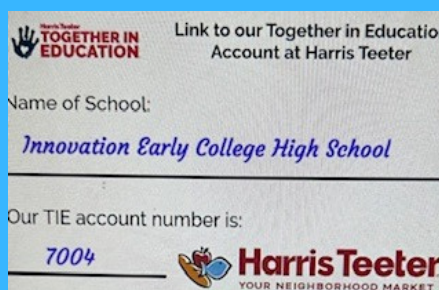 Harris Teeter
TOGETHER IN
EDUCATION
Link to our Together in Educatio
Account at Harris Teeter
Name of School:
Innovation Early College High School
Our TIE account number is:
7004
Harris Teeter
YOUR NEIGHBORHOOD MARKET